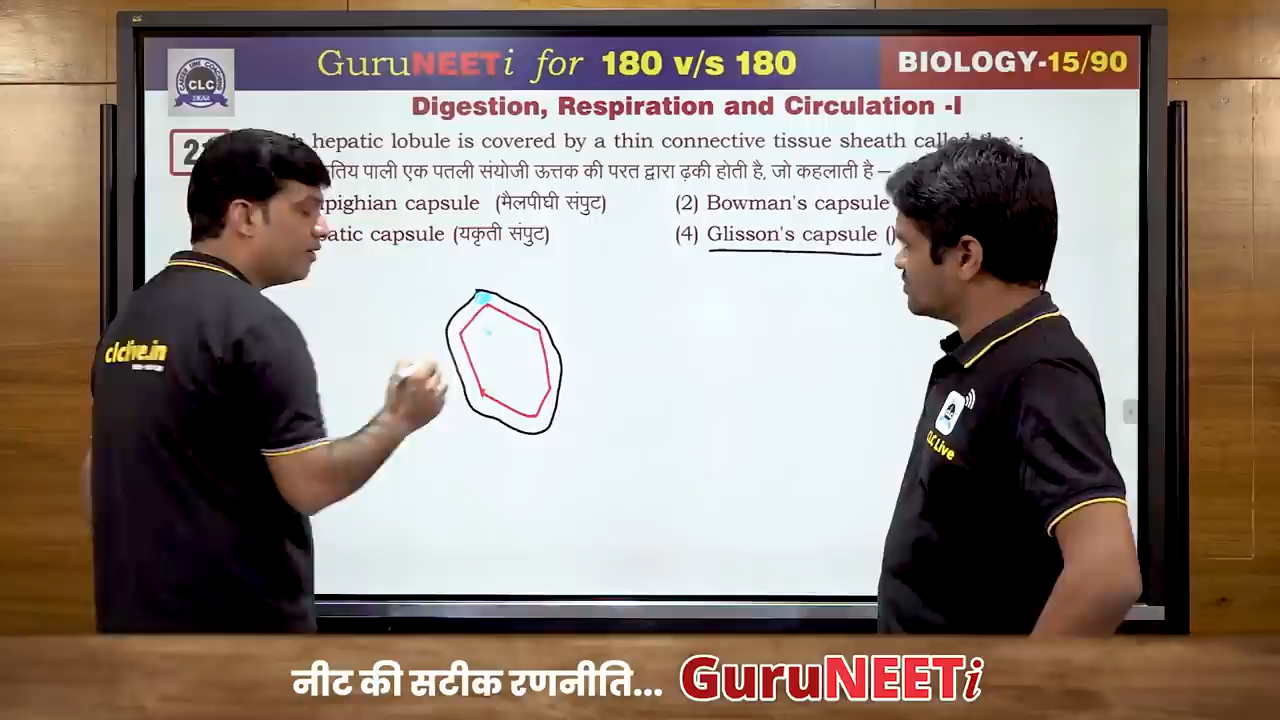 GuruNEETi for 180 v/s 180
BIOLOGY-15/90
CLC
SIKAR
Digestion, Respiration and Circulation -I
hepatic lobule is covered by a thin connective tissue sheath
पाली एक पतली संयोजी ऊत्तक की परत द्वारा ढ़की होती है, जो कहलाती है –
capsule (मैलपीघी संपुट)
(2) Bowman's capsule
capsule (यकृती संपुट)
(4) Glisson's capsule ()
clclive.in
CLC Live
नीट की सटीक रणनीति... GuruNEETi